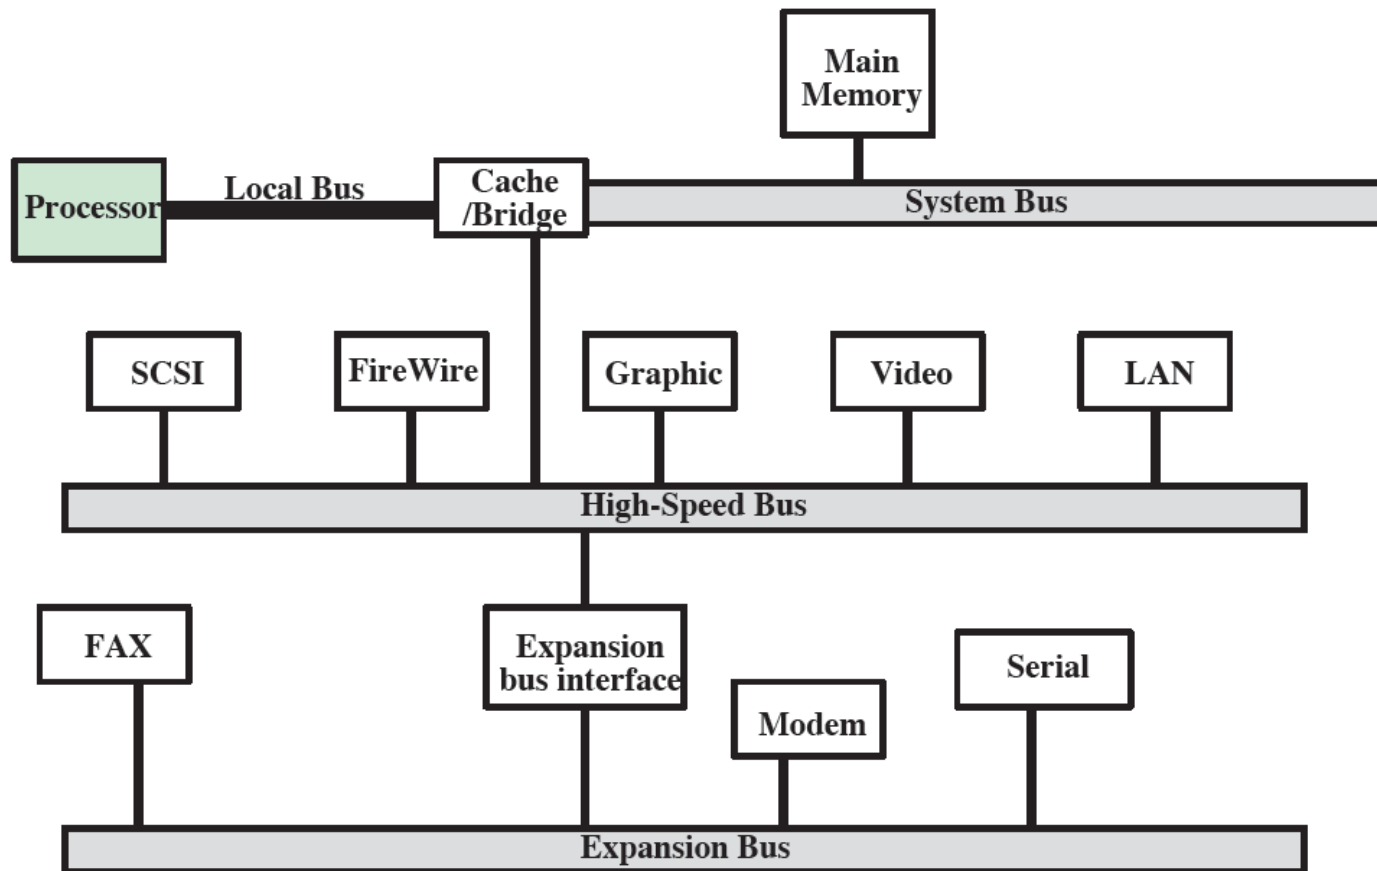 Main
Memory
Processor
Local Bus
Cache
/Bridge
System Bus
SCSI
FireWire
Graphic
Video
LAN
High-Speed Bus
FAX
Expansion
bus interface
Modem
Serial
Expansion Bus